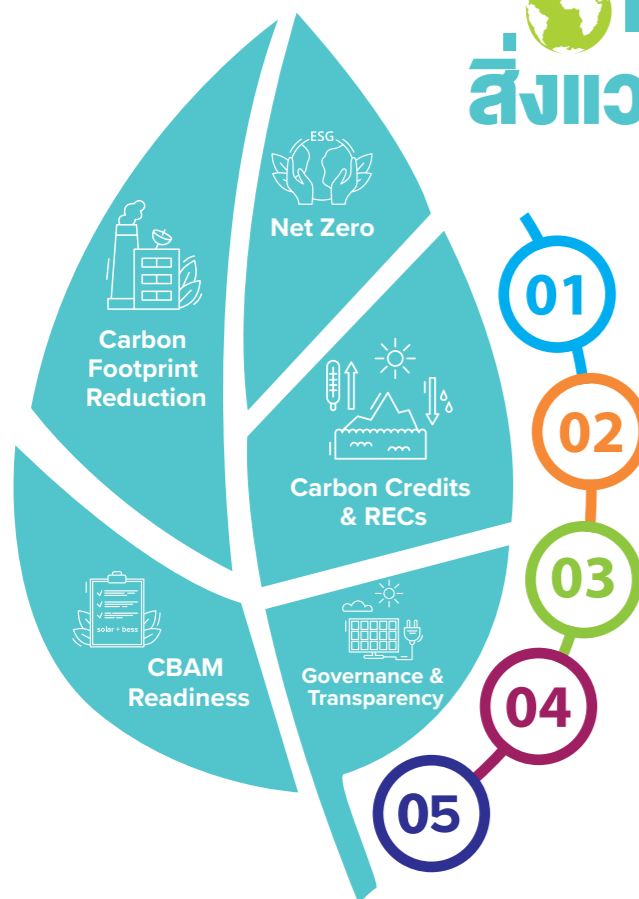 สิ่งแว
ESG
Net Zero
Carbon
Footprint
Reduction
Carbon Credits
& RECs
solar + bess
CBAM
Readiness
Governance &
Transparency
01
02
03
04
05